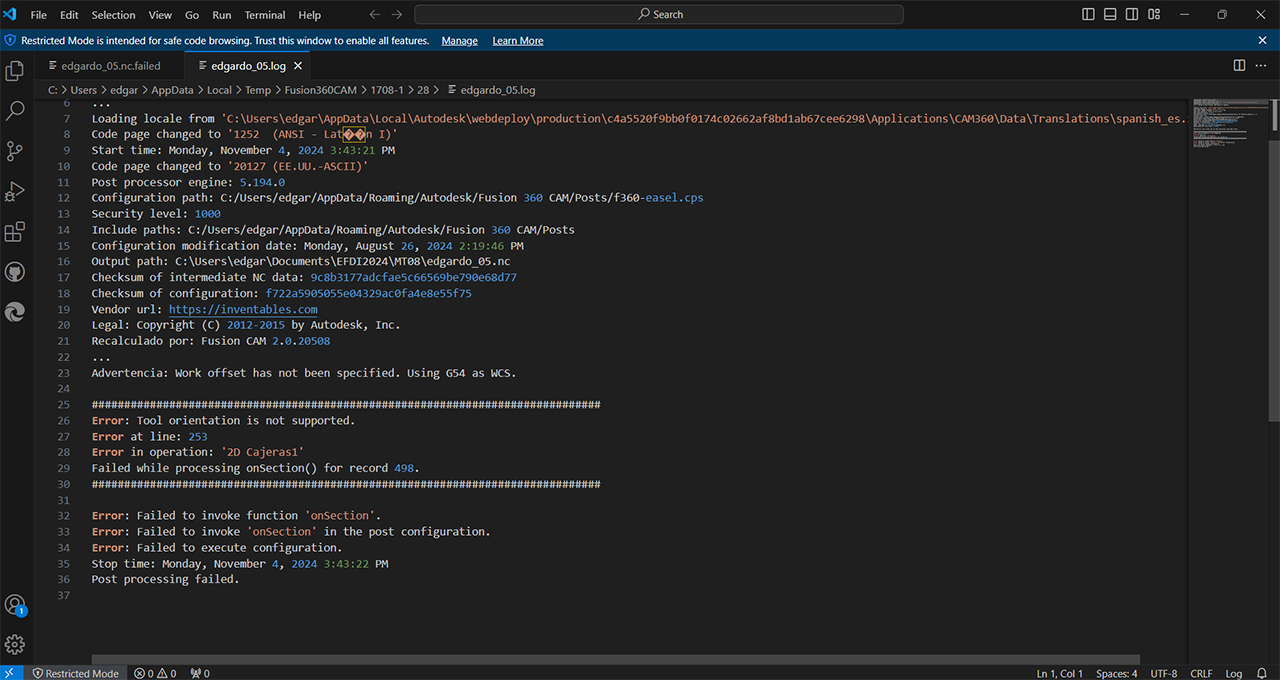 File Edit Selection View Go Run Terminal Help Search
Restricted Mode is intended for safe code browsing. Trust this window to enable all features. Manage Learn More
edgardo_05.nc.failed edgardo_05.log
C: > Users > edgar > AppData > Local > Temp > Fusion360CAM > 1708-1 > 28 > edgardo_05.log
6 ...
7 Loading locale from 'C:\Users\edgar\AppData\Local\Autodesk\webdeploy\production\c4a5520f9bb0f0174c02662af8bd1ab67cee6298\Applications\CAM360\Data\Translations\spanish_es.
8 Code page changed to '1252  (ANSI - Lat��n I)'
9 Start time: Monday, November 4, 2024 3:43:21 PM
10 Code page changed to '20127 (EE.UU.-ASCII)'
11 Post processor engine: 5.194.0
12 Configuration path: C:/Users/edgar/AppData/Roaming/Autodesk/Fusion 360 CAM/Posts/f360-easel.cps
13 Security level: 1000
14 Include paths: C:/Users/edgar/AppData/Roaming/Autodesk/Fusion 360 CAM/Posts
15 Configuration modification date: Monday, August 26, 2024 2:19:46 PM
16 Output path: C:\Users\edgar\Documents\EFDI2024\MT08\edgardo_05.nc
17 Checksum of intermediate NC data: 9c8b3177adcfae5c66569be790e68d77
18 Checksum of configuration: f722a5905055e04329ac0fa4e8e55f75
19 Vendor url: https://inventables.com
20 Legal: Copyright (C) 2012-2015 by Autodesk, Inc.
21 Recalculado por: Fusion CAM 2.0.20508
22 ...
23 Advertencia: Work offset has not been specified. Using G54 as WCS.
24
25 ###############################################################################
26 Error: Tool orientation is not supported.
27 Error at line: 253
28 Error in operation: '2D Cajeras1'
29 Failed while processing onSection() for record 498.
30 ###############################################################################
31
32 Error: Failed to invoke function 'onSection'.
33 Error: Failed to invoke 'onSection' in the post configuration.
34 Error: Failed to execute configuration.
35 Stop time: Monday, November 4, 2024 3:43:22 PM
36 Post processing failed.
37
1
Restricted Mode 0 0 0 Ln 1, Col 1 Spaces: 4 UTF-8 CRLF Log